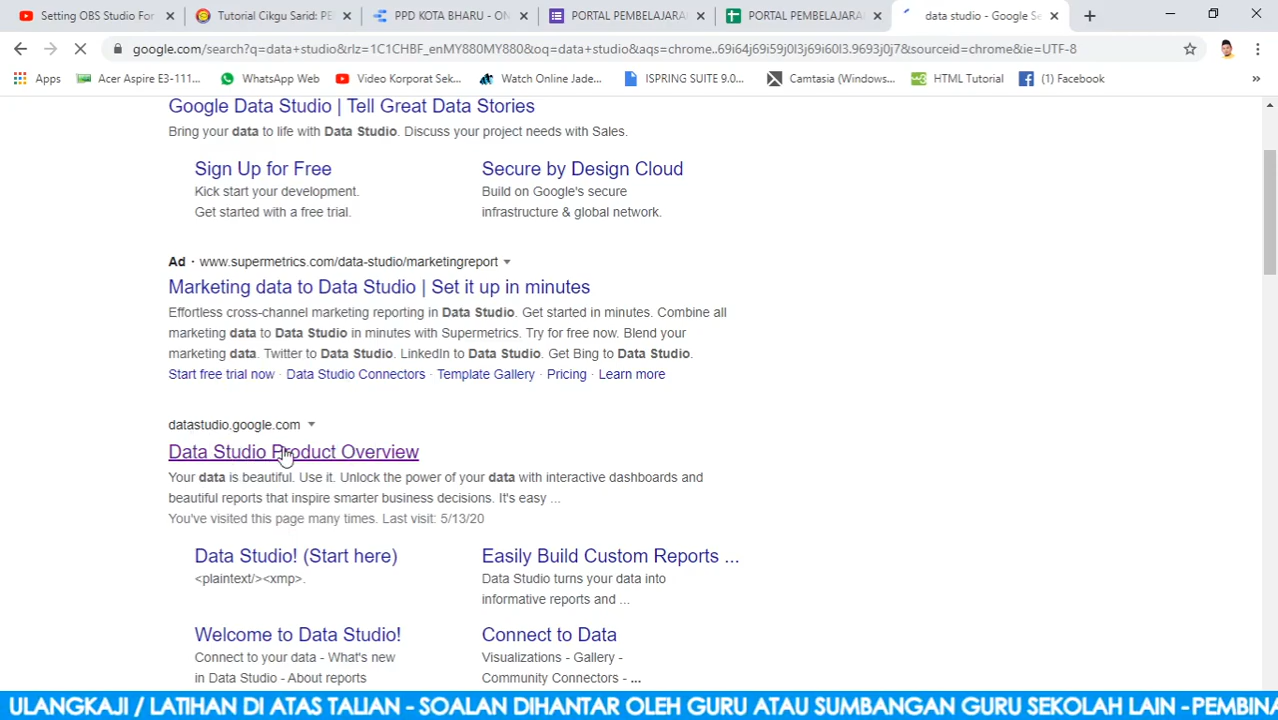 Setting OBS Studio For
Tutorial Cikgu Sarid: PE
PPD KOTA BHARU - ON
PORTAL PEMBELAJARA
PORTAL PEMBELAJARAN
data studio - Google Se
google.com/search?q=data+studio&rlz=1C1CHBF_enMY880MY880&oq=data+studio&aqs=chrome..69i64j69i59j0l3j69i60l3.9693j0j7&sourceid=chrome&ie=UTF-8
Apps
Acer Aspire E3-111...
WhatsApp Web
Video Korporat Sek...
Watch Online Jade...
ISPRING SUITE 9.0...
Camtasia (Windows...
HTML Tutorial
(1) Facebook
»
Google Data Studio | Tell Great Data Stories
Bring your data to life with Data Studio. Discuss your project needs with Sales.
Sign Up for Free
Kick start your development.
Get started with a free trial.
Secure by Design Cloud
Build on Google's secure
infrastructure & global network.
Ad · www.supermetrics.com/data-studio/marketingreport
Marketing data to Data Studio | Set it up in minutes
Effortless cross-channel marketing reporting in Data Studio. Get started in minutes. Combine all
marketing data to Data Studio in minutes with Supermetrics. Try for free now. Blend your
marketing data. Twitter to Data Studio. LinkedIn to Data Studio. Get Bing to Data Studio.
Start free trial now · Data Studio Connectors · Template Gallery · Pricing · Learn more
datastudio.google.com
Data Studio Product Overview
Your data is beautiful. Use it. Unlock the power of your data with interactive dashboards and
beautiful reports that inspire smarter business decisions. It's easy ...
You've visited this page many times. Last visit: 5/13/20
Data Studio! (Start here)
<plaintext/><xmp>.
Easily Build Custom Reports ...
Data Studio turns your data into
informative reports and ...
Welcome to Data Studio!
Connect to your data - What's new
in Data Studio - About reports
Connect to Data
Visualizations - Gallery -
Community Connectors - ...
ULANGKAJI / LATIHAN DI ATAS TALIAN - SOALAN DIHANTAR OLEH GURU ATAU SUMBANGAN GURU SEKOLAH LAIN - PEMBINA